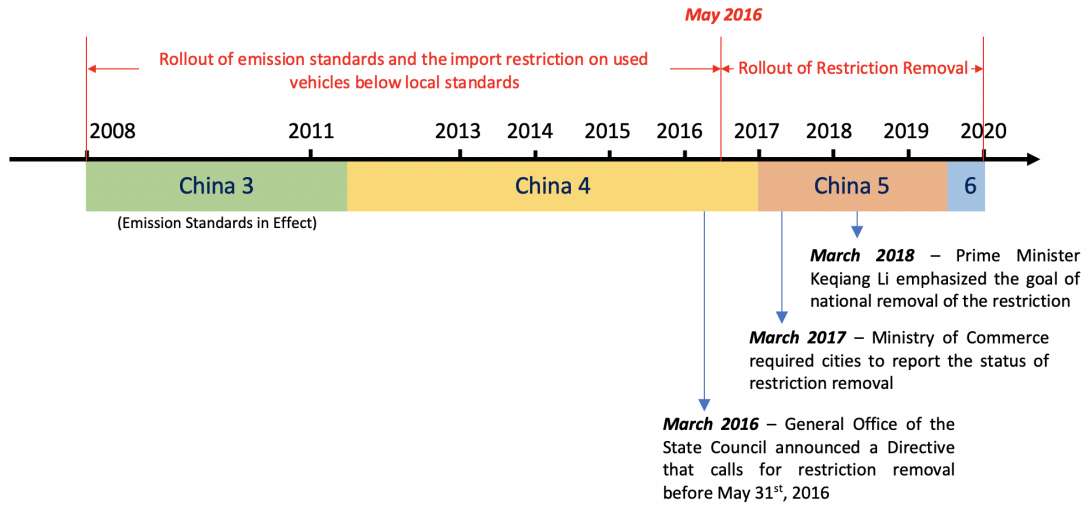 May 2016
Rollout of emission standards and the import restriction on used
vehicles below local standards
Rollout of Restriction Removal
2008 2011 2013 2014 2015 2016 2017 2018 2019 2020
China 3 China 4 China 5 6
(Emission Standards in Effect)
March 2018 – Prime Minister
Keqiang Li emphasized the goal of
national removal of the restriction
March 2017 – Ministry of Commerce
required cities to report the status of
restriction removal
March 2016 – General Office of the
State Council announced a Directive
that calls for restriction removal
before May 31st, 2016